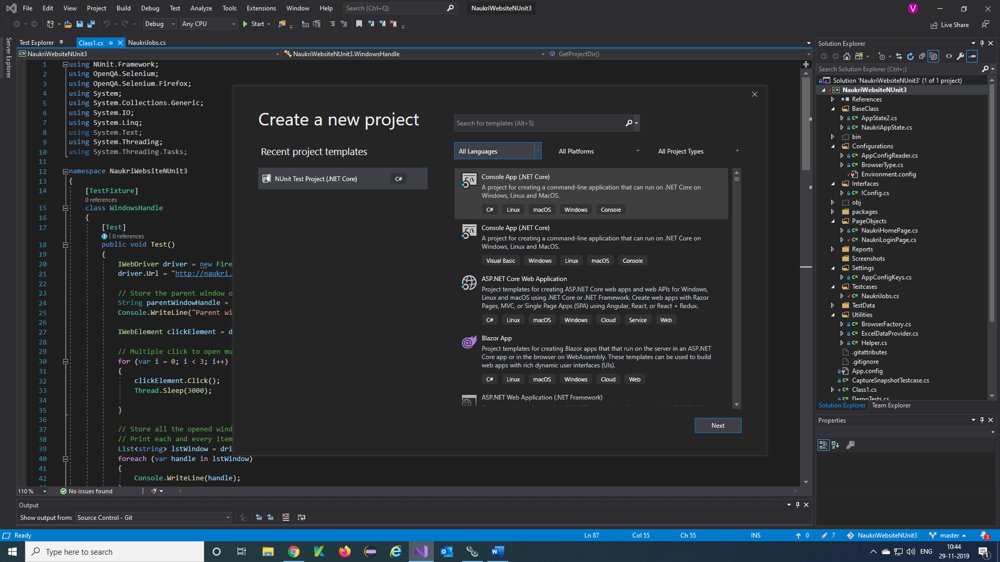 File Edit View Project Build Debug Test Analyze Tools Extensions Window Help Search (Ctrl+Q) NaukriWebsiteNUnit3 V
Debug Any CPU Start Live Share
Server Explorer
Test Explorer Class1.cs NaukriJobs.cs
C# NaukriWebsiteNUnit3 NaukriWebsiteNUnit3.WindowsHandle GetProjectDir()
1 using NUnit.Framework;
2 using OpenQA.Selenium;
3 using OpenQA.Selenium.Firefox;
4 using System;
5 using System.Collections.Generic;
6 using System.IO;
7 using System.Linq;
8 using System.Text;
9 using System.Threading;
10 using System.Threading.Tasks;
11
12 namespace NaukriWebsiteNUnit3
13 {
14 [TestFixture]
0 references
15 class WindowsHandle
16 {
17 [Test]
0 references
18 public void Test()
19 {
20 IWebDriver driver = new Fire
21 driver.Url = "http://naukri.
22
23 // Store the parent window o
24 String parentWindowHandle =
25 Console.WriteLine("Parent wi
26
27 IWebElement clickElement = d
28
29 // Multiple click to open mu
30 for (var i = 0; i < 3; i++)
31 {
32 clickElement.Click();
33 Thread.Sleep(3000);
34
35 }
36
37 // Store all the opened wind
38 // Print each and every item
39 List<string> lstWindow = dri
40 foreach (var handle in lstWindow)
41 {
42 Console.WriteLine(handle);
110 % No issues found
Create a new project
Recent project templates
NUnit Test Project (.NET Core) C#
Search for templates (Alt+S)
All Languages All Platforms All Project Types
Console App (.NET Core)
A project for creating a command-line application that can run on .NET Core on
Windows, Linux and MacOS.
C# Linux macOS Windows Console
Console App (.NET Core)
A project for creating a command-line application that can run on .NET Core on
Windows, Linux and MacOS.
Visual Basic Windows Linux macOS Console
ASP.NET Core Web Application
Project templates for creating ASP.NET Core web apps and web APIs for Windows,
Linux and macOS using .NET Core or .NET Framework. Create web apps with Razor
Pages, MVC, or Single Page Apps (SPA) using Angular, React, or React + Redux.
C# Linux macOS Windows Cloud Service Web
Blazor App
Project templates for creating Blazor apps that that run on the server in an ASP.NET
Core app or in the browser on WebAssembly. These templates can be used to build
web apps with rich dynamic user interfaces (UIs).
C# Linux macOS Windows Cloud Web
ASP.NET Web Application (.NET Framework)
Next
Solution Explorer
Search Solution Explorer (Ctrl+;)
Solution 'NaukriWebsiteNUnit3' (1 of 1 project)
C# NaukriWebsiteNUnit3
References
BaseClass
C# AppState2.cs
C# NaukriAppState.cs
bin
Configurations
C# AppConfigReader.cs
C# BrowserType.cs
Environment.config
Interfaces
C# IConfig.cs
obj
packages
PageObjects
C# NaukriHomePage.cs
C# NaukriLoginPage.cs
Reports
Screenshots
Settings
C# AppConfigKeys.cs
Testcases
C# NaukriJobs.cs
TestData
Utilities
C# BrowserFactory.cs
C# ExcelDataProvider.cs
C# Helper.cs
.gitattributes
.gitignore
App.config
C# CaptureSnapshotTestcase.cs
C# Class1.cs
C# DemoTests.cs
Solution Explorer Team Explorer
Properties
Output
Show output from: Source Control - Git
Ready Ln 87 Col 55 Ch 55 INS 0 7 NaukriWebsiteNUnit3 master 3
Type here to search ENG 10:44
29-11-2019 1